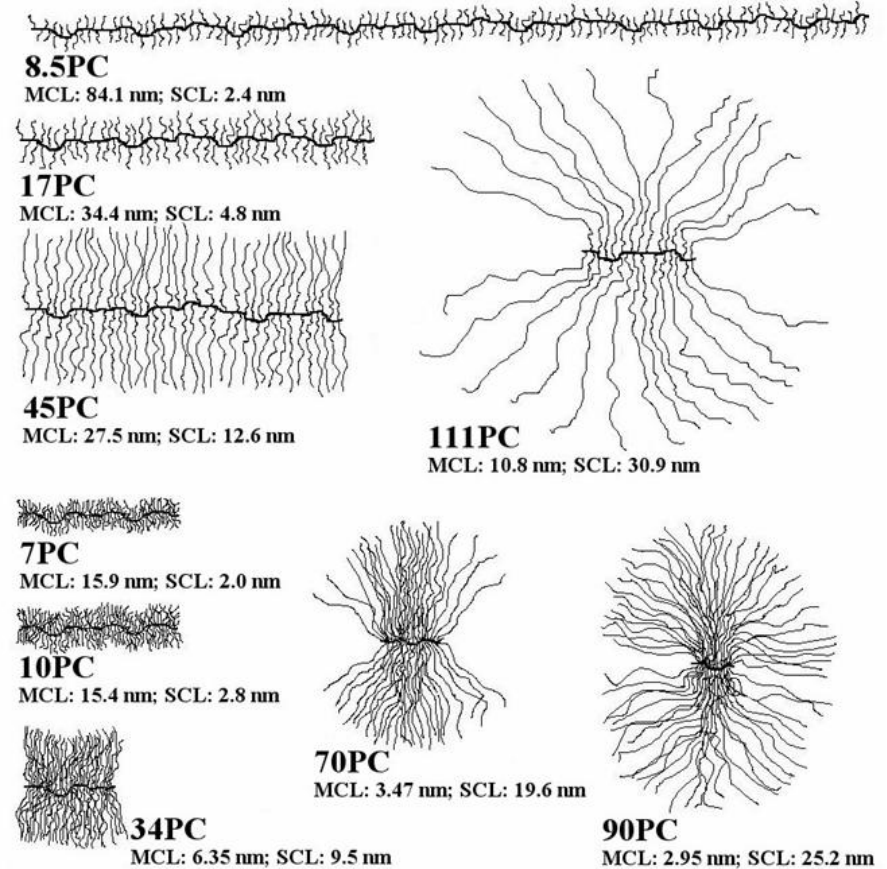 8.5PC
MCL: 84.1 nm; SCL: 2.4 nm
17PC
MCL: 34.4 nm; SCL: 4.8 nm
45PC
MCL: 27.5 nm; SCL: 12.6 nm
111PC
MCL: 10.8 nm; SCL: 30.9 nm
7PC
MCL: 15.9 nm; SCL: 2.0 nm
10PC
MCL: 15.4 nm; SCL: 2.8 nm
34PC
MCL: 6.35 nm; SCL: 9.5 nm
70PC
MCL: 3.47 nm; SCL: 19.6 nm
90PC
MCL: 2.95 nm; SCL: 25.2 nm